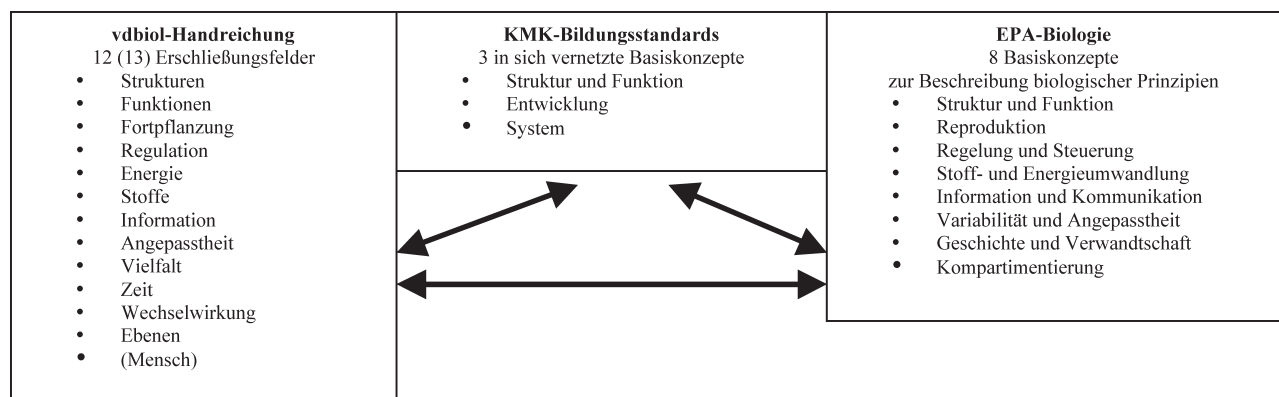 vdbiol-Handreichung
12 (13) Erschließungsfelder
• Strukturen
• Funktionen
• Fortpflanzung
• Regulation
• Energie
• Stoffe
• Information
• Angepasstheit
• Vielfalt
• Zeit
• Wechselwirkung
• Ebenen
• (Mensch)
KMK-Bildungsstandards
3 in sich vernetzte Basiskonzepte
• Struktur und Funktion
• Entwicklung
• System
EPA-Biologie
8 Basiskonzepte
zur Beschreibung biologischer Prinzipien
• Struktur und Funktion
• Reproduktion
• Regelung und Steuerung
• Stoff- und Energieumwandlung
• Information und Kommunikation
• Variabilität und Angepasstheit
• Geschichte und Verwandtschaft
• Kompartimentierung